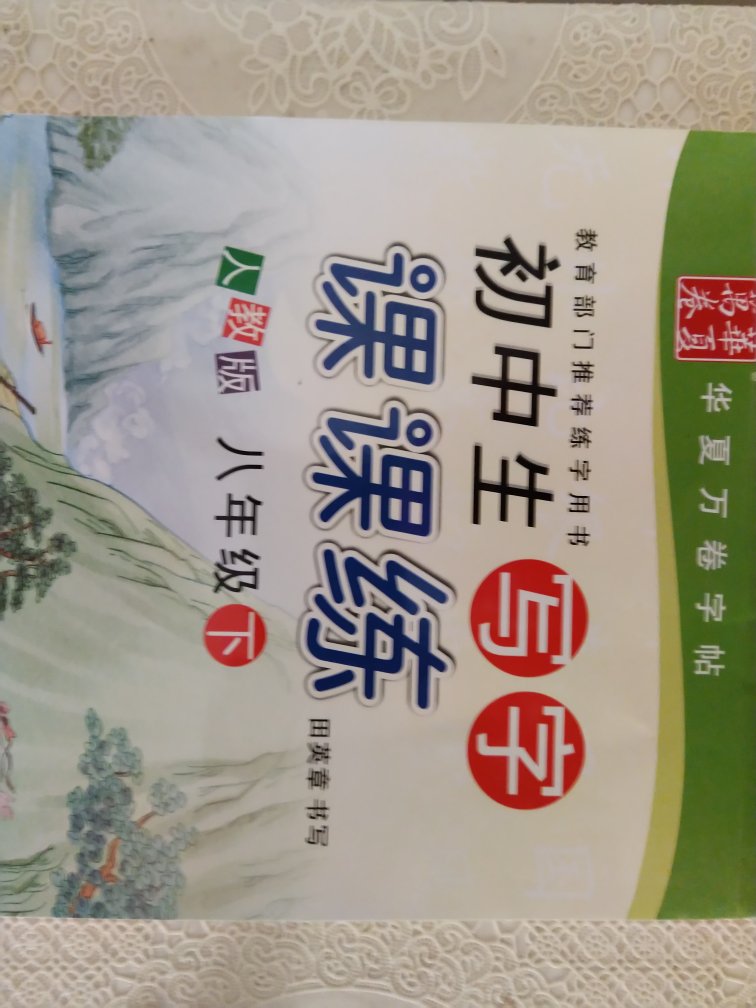 華夏
萬卷
华夏万卷字帖
教育部门推荐练字用书
初中生写字
课课练
田英章 书写
人教版 八年级 下